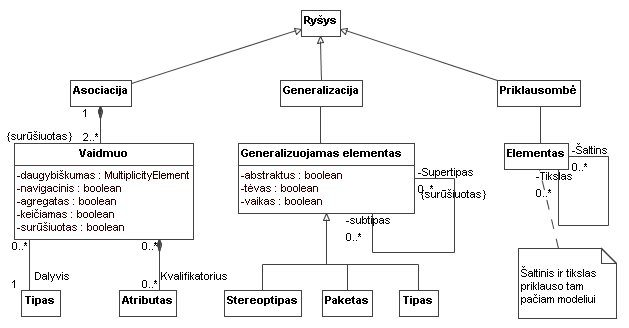 Ryšys
Asociacija
Generalizacija
Priklausombė
1
{surūšiuotas}
2..*
Vaidmuo
-daugybiškumas : MultiplicityElement
-navigacinis : boolean
-agregatas : boolean
-keičiamas : boolean
-surūšiuotas : boolean
Generalizuojamas elementas
-abstraktus : boolean
-tėvas : boolean
-vaikas : boolean
-Supertipas
0..*
{surūšiuotas}
-subtipas
0..*
Elementas
-Šaltins
0..*
-Tikslas
0..*
0..*
0..*
Dalyvis
Kvalifikatorius
1
0..*
Tipas
Atributas
Stereoptipas
Paketas
Tipas
Šaltinis ir tikslas
priklauso tam
pačiam modeliui